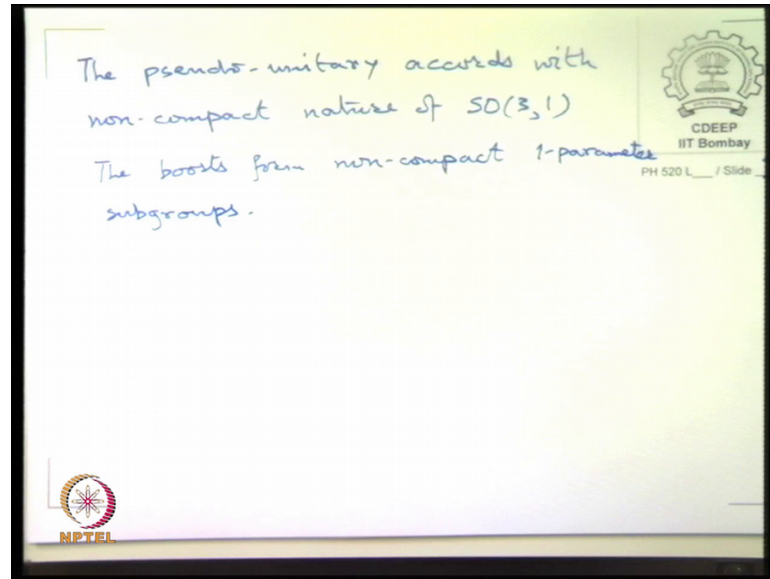 The pseudo-unitary accords with
non-compact nature of SO(3,1)
The boosts form non-compact 1-parameter
subgroups.
CDEEP
IIT Bombay
PH 520 L___ / Slide _
NPTEL